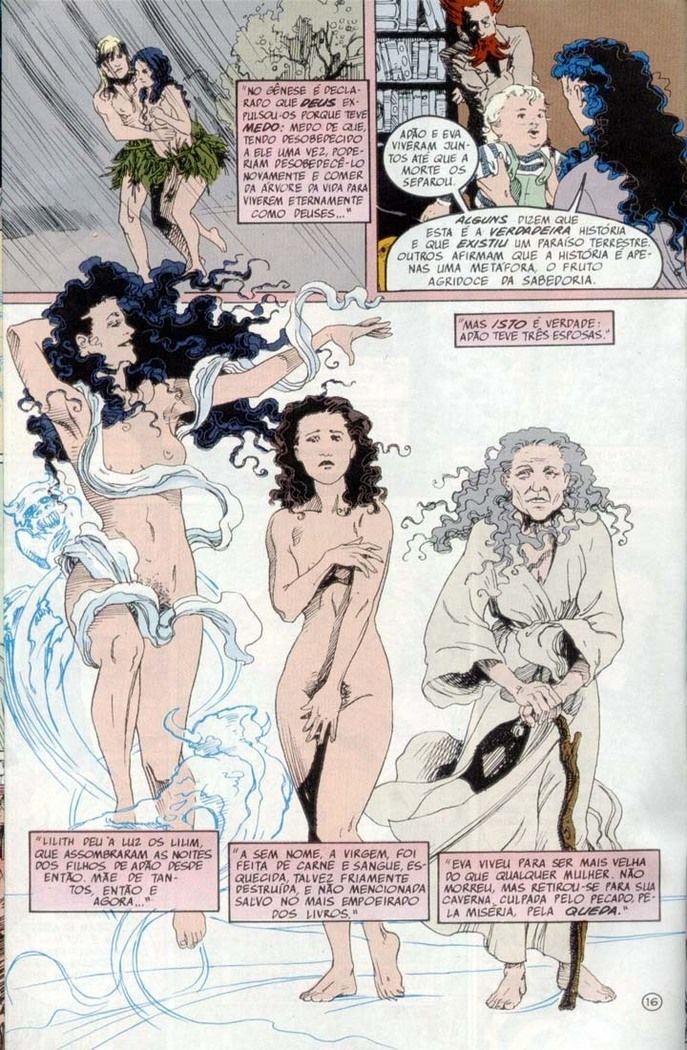 "NO GÊNESE É DECLA-
RADO QUE DEUS EX-
PULSOU-OS PORQUE TEVE
MEDO: MEDO DE QUE,
TENDO DESOBEDECIDO
A ELE UMA VEZ, PODE-
RIAM DESOBEDECÊ-LO
NOVAMENTE E COMER
DA ÁRVORE DA VIDA PARA
VIVEREM ETERNAMENTE
COMO DEUSES..."
ADÃO E EVA
VIVERAM JUN-
TOS ATÉ QUE A
MORTE OS
SEPAROU.
ALGUNS DIZEM QUE
ESTA É A VERDADEIRA HISTÓRIA
E QUE EXISTIU UM PARAÍSO TERRESTRE.
OUTROS AFIRMAM QUE A HISTÓRIA É APE-
NAS UMA METÁFORA, O FRUTO
AGRIDOCE DA SABEDORIA.
"MAS ISTO É VERDADE:
ADÃO TEVE TRÊS ESPOSAS."
"LILITH DEU À LUZ OS LILIM,
QUE ASSOMBRARAM AS NOITES
DOS FILHOS DE ADÃO DESDE
ENTÃO. MÃE DE TAN-
TOS, ENTÃO E
AGORA..."
"A SEM NOME, A VIRGEM, FOI
FEITA DE CARNE E SANGUE, ES-
QUECIDA, TALVEZ FRIAMENTE
DESTRUÍDA, E NÃO MENCIONADA
SALVO NO MAIS EMPOEIRADO
DOS LIVROS."
"EVA VIVEU PARA SER MAIS VELHA
DO QUE QUALQUER MULHER. NÃO
MORREU, MAS RETIROU-SE PARA SUA
CAVERNA, CULPADA PELO PECADO, PE-
LA MISÉRIA, PELA QUEDA."
16